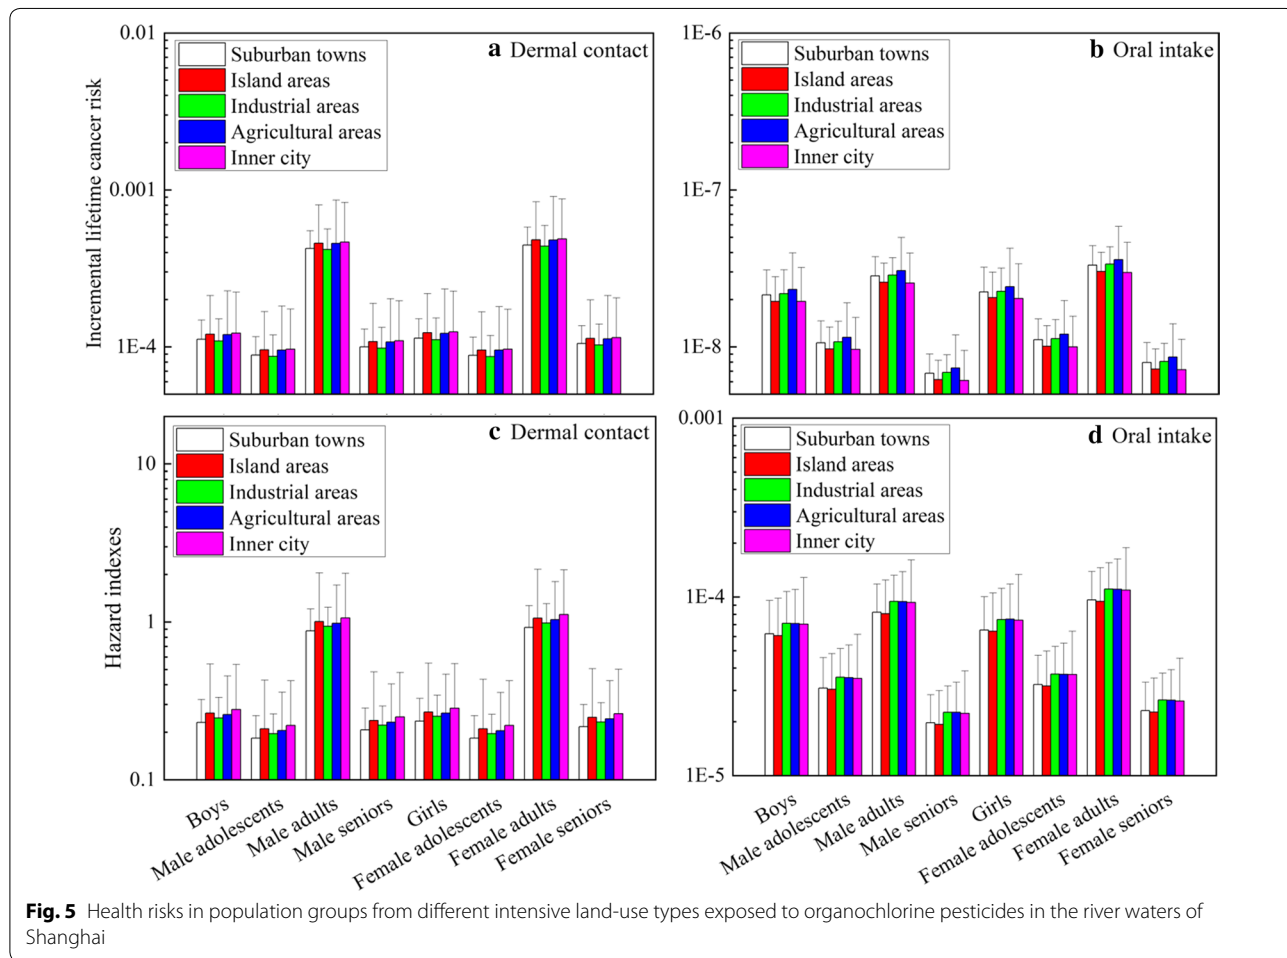 0.01
0.001
1E-4
Incremental lifetime cancer risk
Suburban towns
Island areas
Industrial areas
Agricultural areas
Inner city
a Dermal contact
1E-6
1E-7
1E-8
Suburban towns
Island areas
Industrial areas
Agricultural areas
Inner city
b Oral intake
10
1
0.1
Hazard indexes
Suburban towns
Island areas
Industrial areas
Agricultural areas
Inner city
c Dermal contact
Boys
Male adolescents
Male adults
Male seniors
Girls
Female adolescents
Female adults
Female seniors
0.001
1E-4
1E-5
Suburban towns
Island areas
Industrial areas
Agricultural areas
Inner city
d Oral intake
Boys
Male adolescents
Male adults
Male seniors
Girls
Female adolescents
Female adults
Female seniors
Fig. 5 Health risks in population groups from different intensive land-use types exposed to organochlorine pesticides in the river waters of
Shanghai